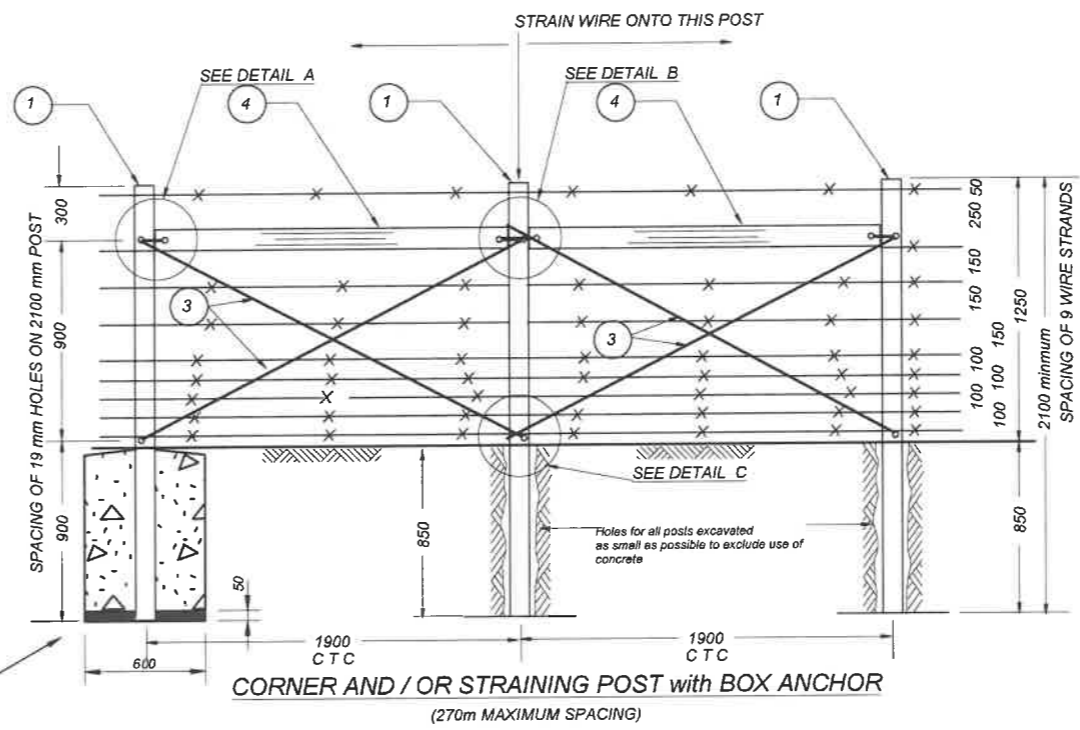 STRAIN WIRE ONTO THIS POST
SEE DETAIL A
SEE DETAIL B
1
4
1
4
1
300
900
900
SPACING OF 19 mm HOLES ON 2100 mm POST
3
3
50
250
150
150
150
100
100
100
100
100
1250
2100 minimum
SPACING OF 9 WIRE STRANDS
SEE DETAIL C
850
850
Holes for all posts excavated
as small as possible to exclude use of
concrete
50
600
1900
C T C
1900
C T C
CORNER AND / OR STRAINING POST with BOX ANCHOR
(270m MAXIMUM SPACING)